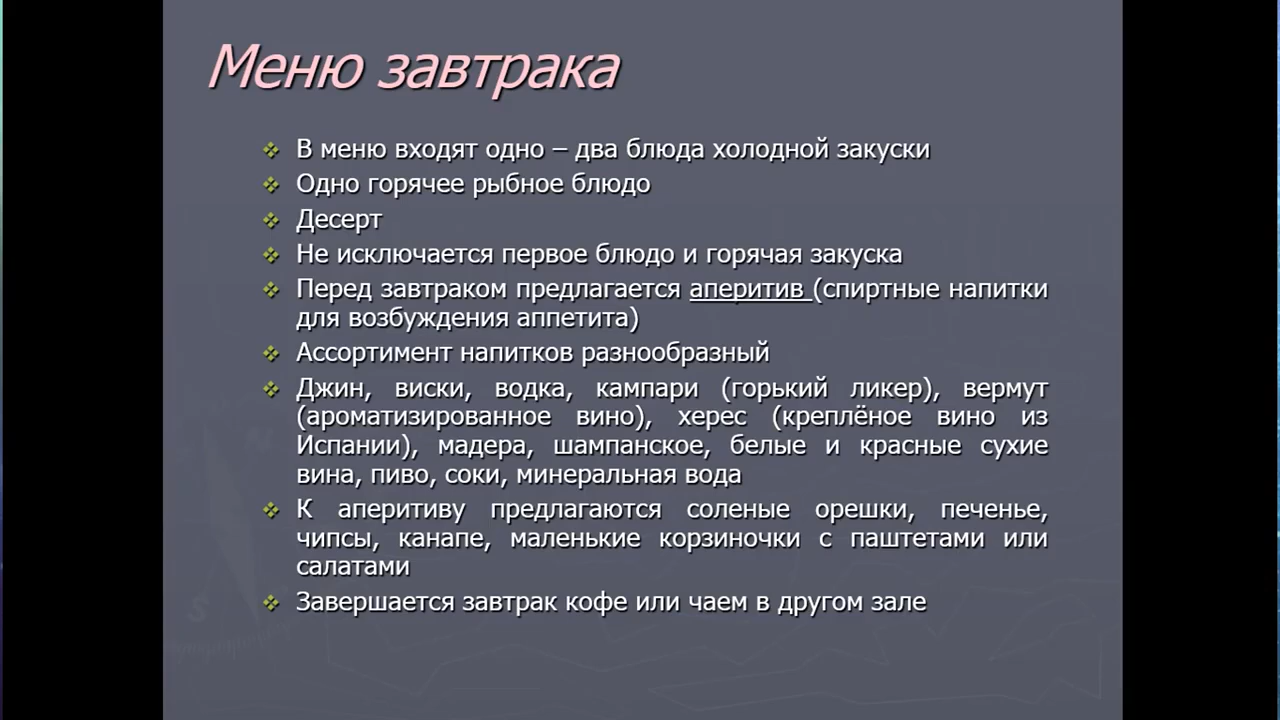 Меню завтрака
В меню входят одно – два блюда холодной закуски
Одно горячее рыбное блюдо
Десерт
Не исключается первое блюдо и горячая закуска
Перед завтраком предлагается аперитив (спиртные напитки
для возбуждения аппетита)
Ассортимент напитков разнообразный
Джин, виски, водка, кампари (горький ликер), вермут
(ароматизированное вино), херес (креплёное вино из
Испании), мадера, шампанское, белые и красные сухие
вина, пиво, соки, минеральная вода
К аперитиву предлагаются соленые орешки, печенье,
чипсы, канапе, маленькие корзиночки с паштетами или
салатами
Завершается завтрак кофе или чаем в другом зале
N
S